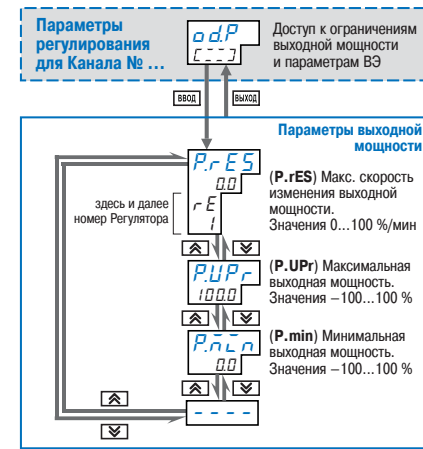 Параметры
регулирования
для Канала № …
od.P
[---]
Доступ к ограничениям
выходной мощности
и параметрам ВЭ
ВВОД
ВЫХОД
Параметры выходной
мощности
P.rES
0.0
rE
1
здесь и далее
номер Регулятора
(P.rES) Макс. скорость
изменения выходной
мощности.
Значения 0...100 %/мин
P.UPr
100.0
(P.UPr) Максимальная
выходная мощность.
Значения –100...100 %
P.min
0.0
(P.min) Минимальная
выходная мощность.
Значения –100...100 %
----